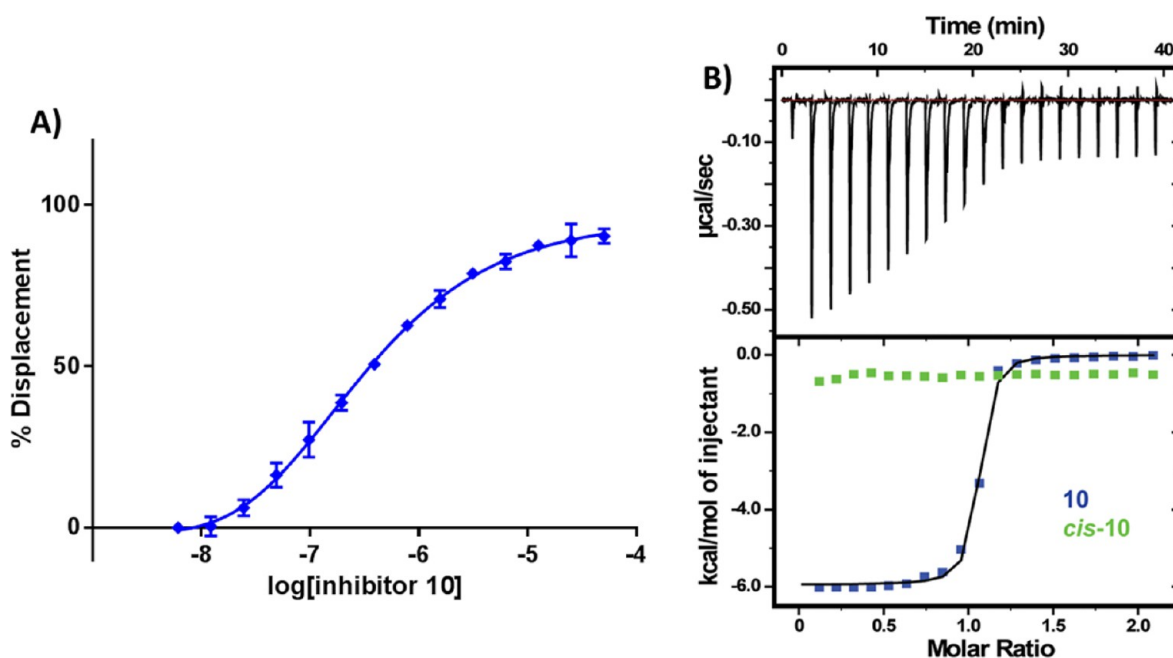 A)
% Displacement
100
50
0
-8 -7 -6 -5 -4
log[inhibitor 10]
B)
Time (min)
0 10 20 30 40
-0.10
-0.30
-0.50
µcal/sec
0.0
-2.0
-4.0
-6.0
kcal/mol of injectant
10
cis-10
0 0.5 1.0 1.5 2.0
Molar Ratio